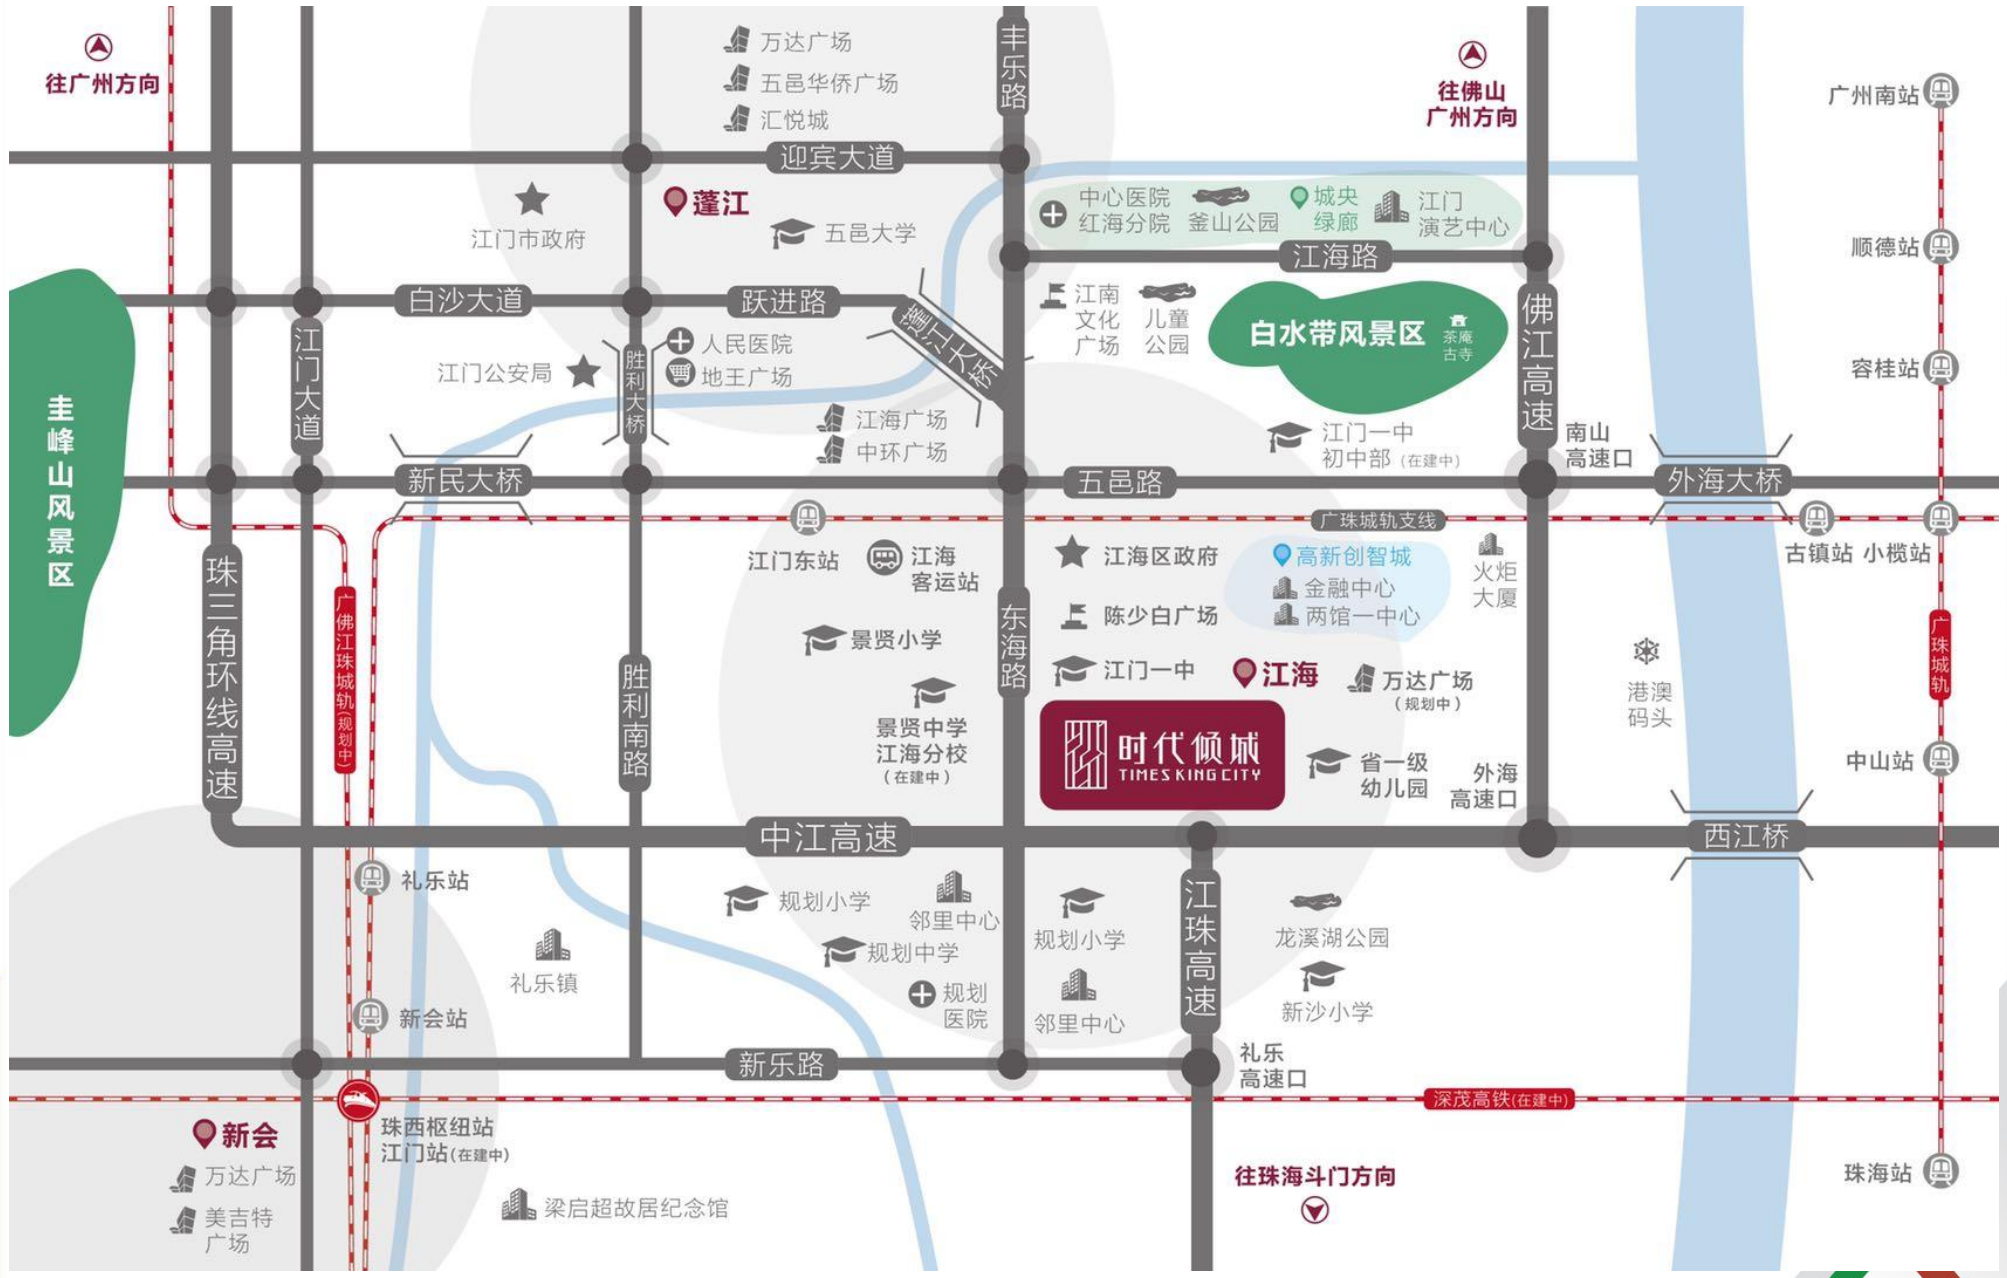 往广州方向
万达广场
五邑华侨广场
汇悦城
丰乐路
往佛山
广州方向
广州南站
迎宾大道
江门市政府
蓬江
五邑大学
中心医院
红海分院
釜山公园
城央
绿廊
江门
演艺中心
顺德站
江海路
白沙大道
跃进路
蓬江大桥
江南
文化
广场
儿童
公园
白水带风景区
茶庵
古寺
佛江高速
江门大道
江门公安局
胜利大桥
人民医院
地王广场
容桂站
圭峰山风景区
江海广场
中环广场
江门一中
初中部(在建中)
南山
高速口
新民大桥
五邑路
外海大桥
广珠城轨支线
江门东站
江海
客运站
江海区政府
高新创智城
金融中心
两馆一中心
火炬
大厦
古镇站
小榄站
珠三角环线高速
广佛江珠城轨(规划中)
胜利南路
景贤小学
东海路
陈少白广场
江门一中
江海
万达广场
(规划中)
港澳
码头
广珠城轨
景贤中学
江海分校
(在建中)
时代倾城
TIMES KING CITY
省一级
幼儿园
外海
高速口
中山站
中江高速
西江桥
礼乐站
规划小学
邻里中心
规划小学
江珠高速
龙溪湖公园
规划中学
礼乐镇
新会站
规划
医院
邻里中心
新沙小学
新乐路
礼乐
高速口
深茂高铁(在建中)
新会
珠西枢纽站
江门站(在建中)
万达广场
美吉特
广场
梁启超故居纪念馆
往珠海斗门方向
珠海站